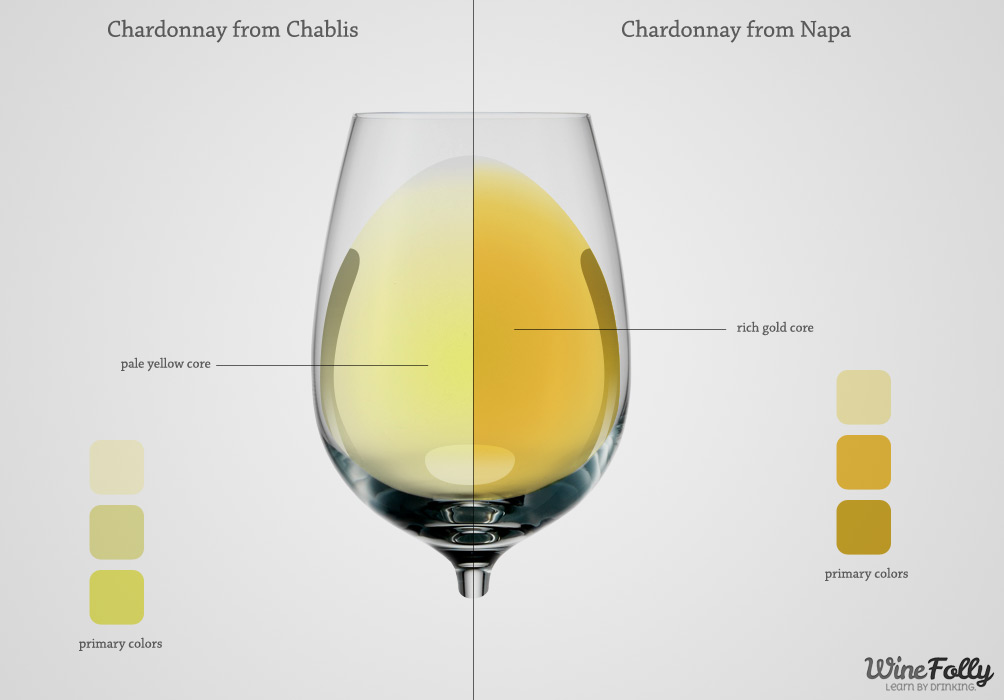 Chardonnay from Chablis
Chardonnay from Napa
rich gold core
pale yellow core
primary colors
primary colors
WineFolly
LEARN BY DRINKING.